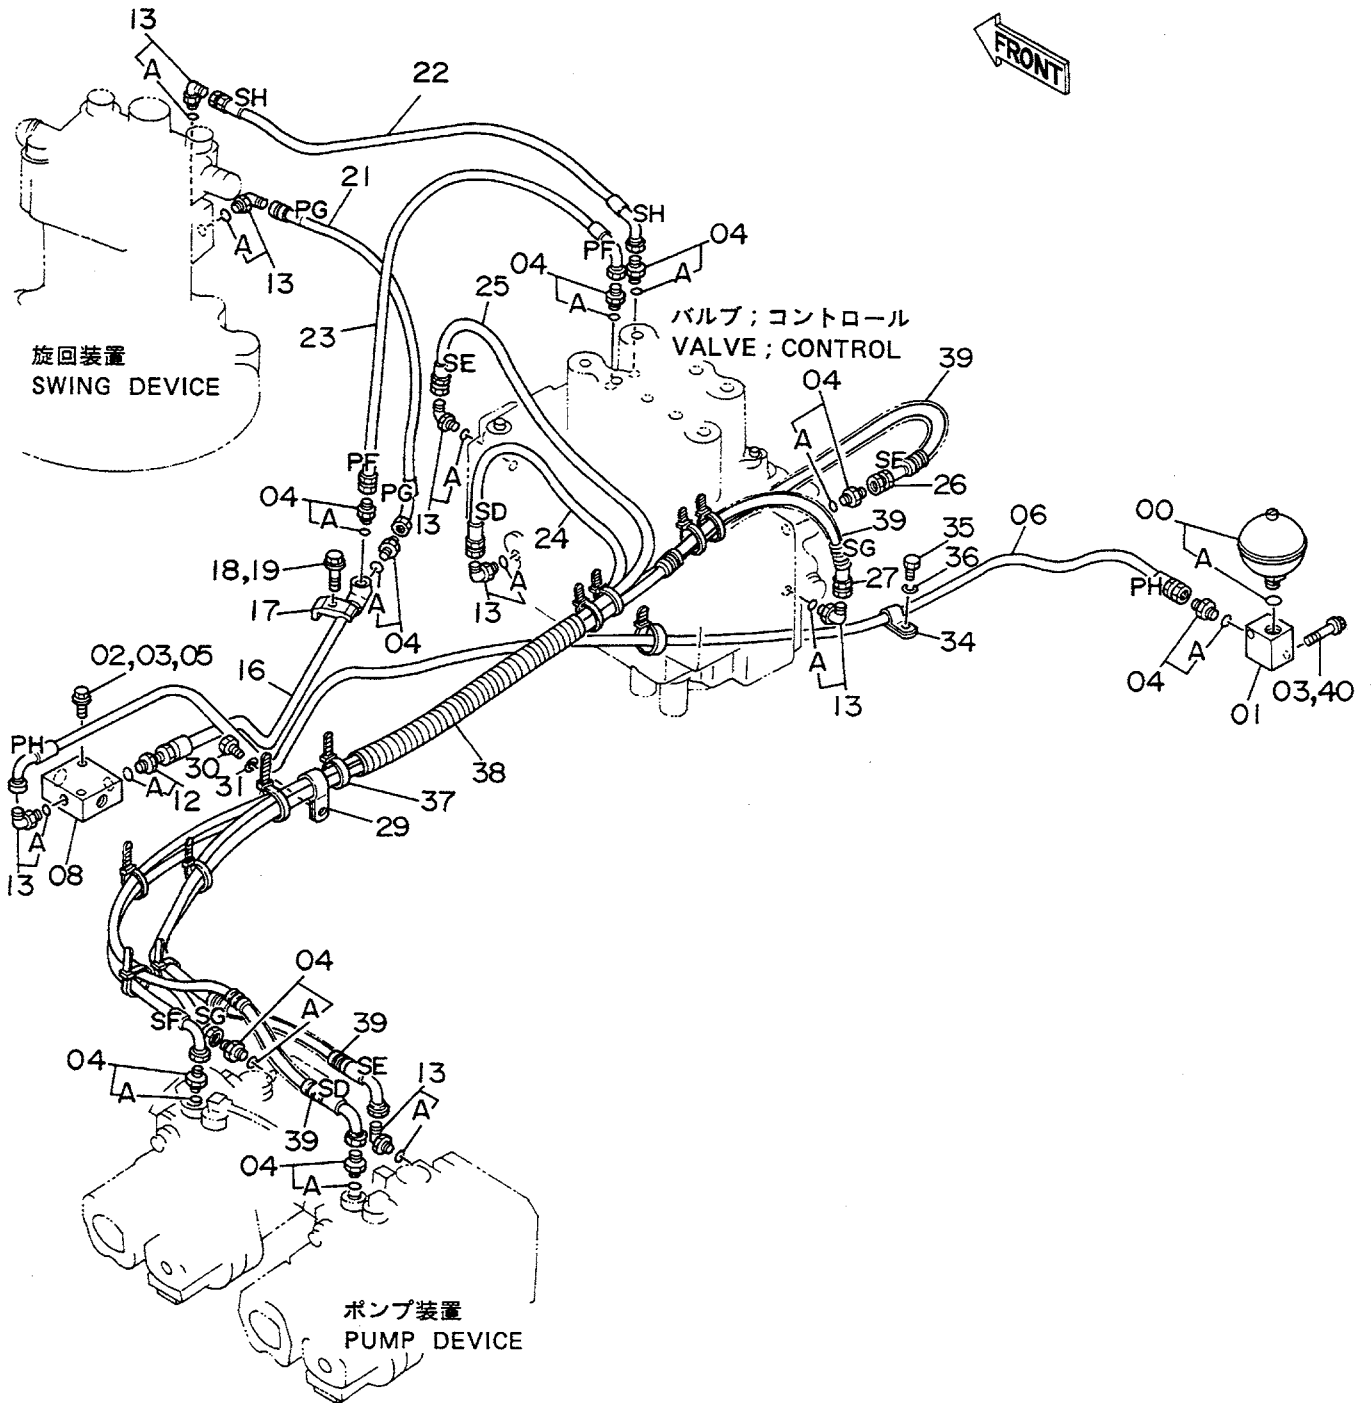 13
A
SH
22
FRONT
21
PG
A
13
SH
PF
04
A
04
A
23
25
バルブ；コントロール
VALVE ; CONTROL
旋回装置
SWING DEVICE
SE
39
04
A
SF
26
PF
PG
04
A
13
A
SD
24
39
SG
27
35
36
06
00
A
PH
18,19
17
A
04
13
A
34
04
A
01
03,40
A
13
02,03,05
16
PH
30
31
A
12
38
37
29
13
A
08
04
A
SF
SG
39
SE
04
A
SD
13
A
39
04
A
ポンプ装置
PUMP DEVICE